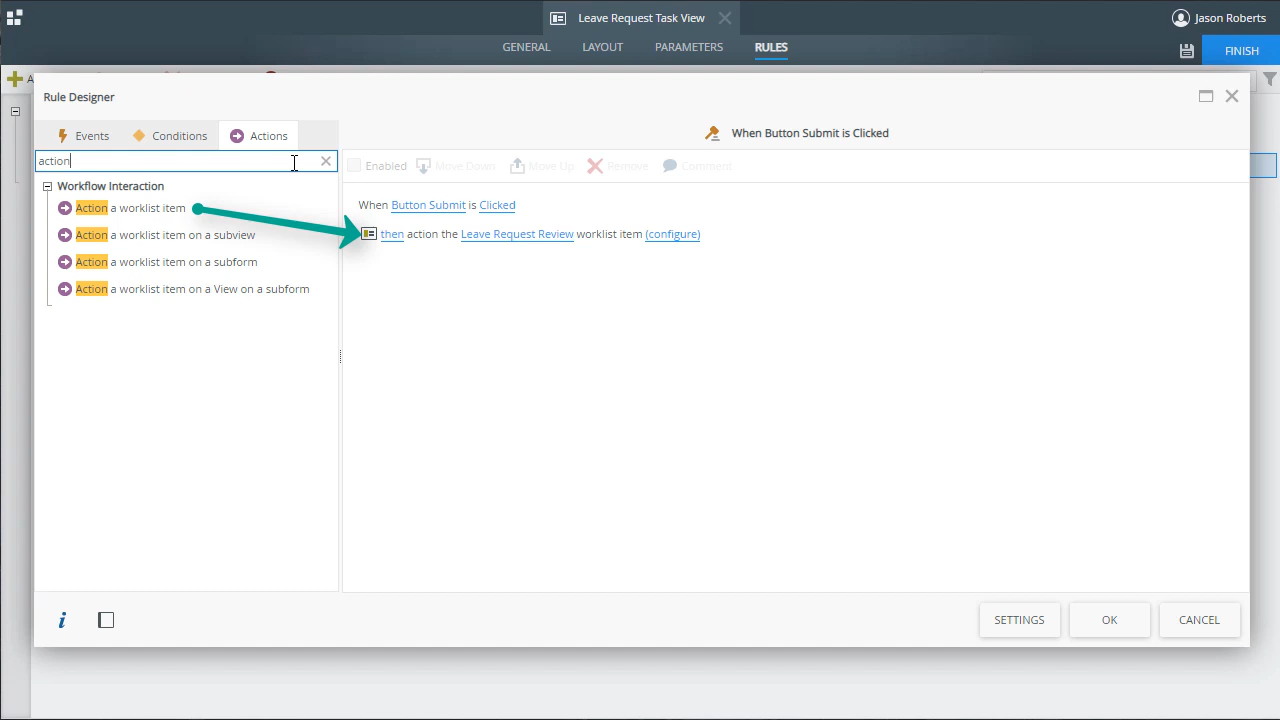 Leave Request Task View
Jason Roberts
GENERAL LAYOUT PARAMETERS RULES
FINISH
A
Rule Designer
Events Conditions Actions
When Button Submit is Clicked
action
Enabled Move Down Move Up Remove Comment
Workflow Interaction
Action a worklist item
Action a worklist item on a subview
Action a worklist item on a subform
Action a worklist item on a View on a subform
When Button Submit is Clicked
then action the Leave Request Review worklist item (configure)
i
SETTINGS OK CANCEL